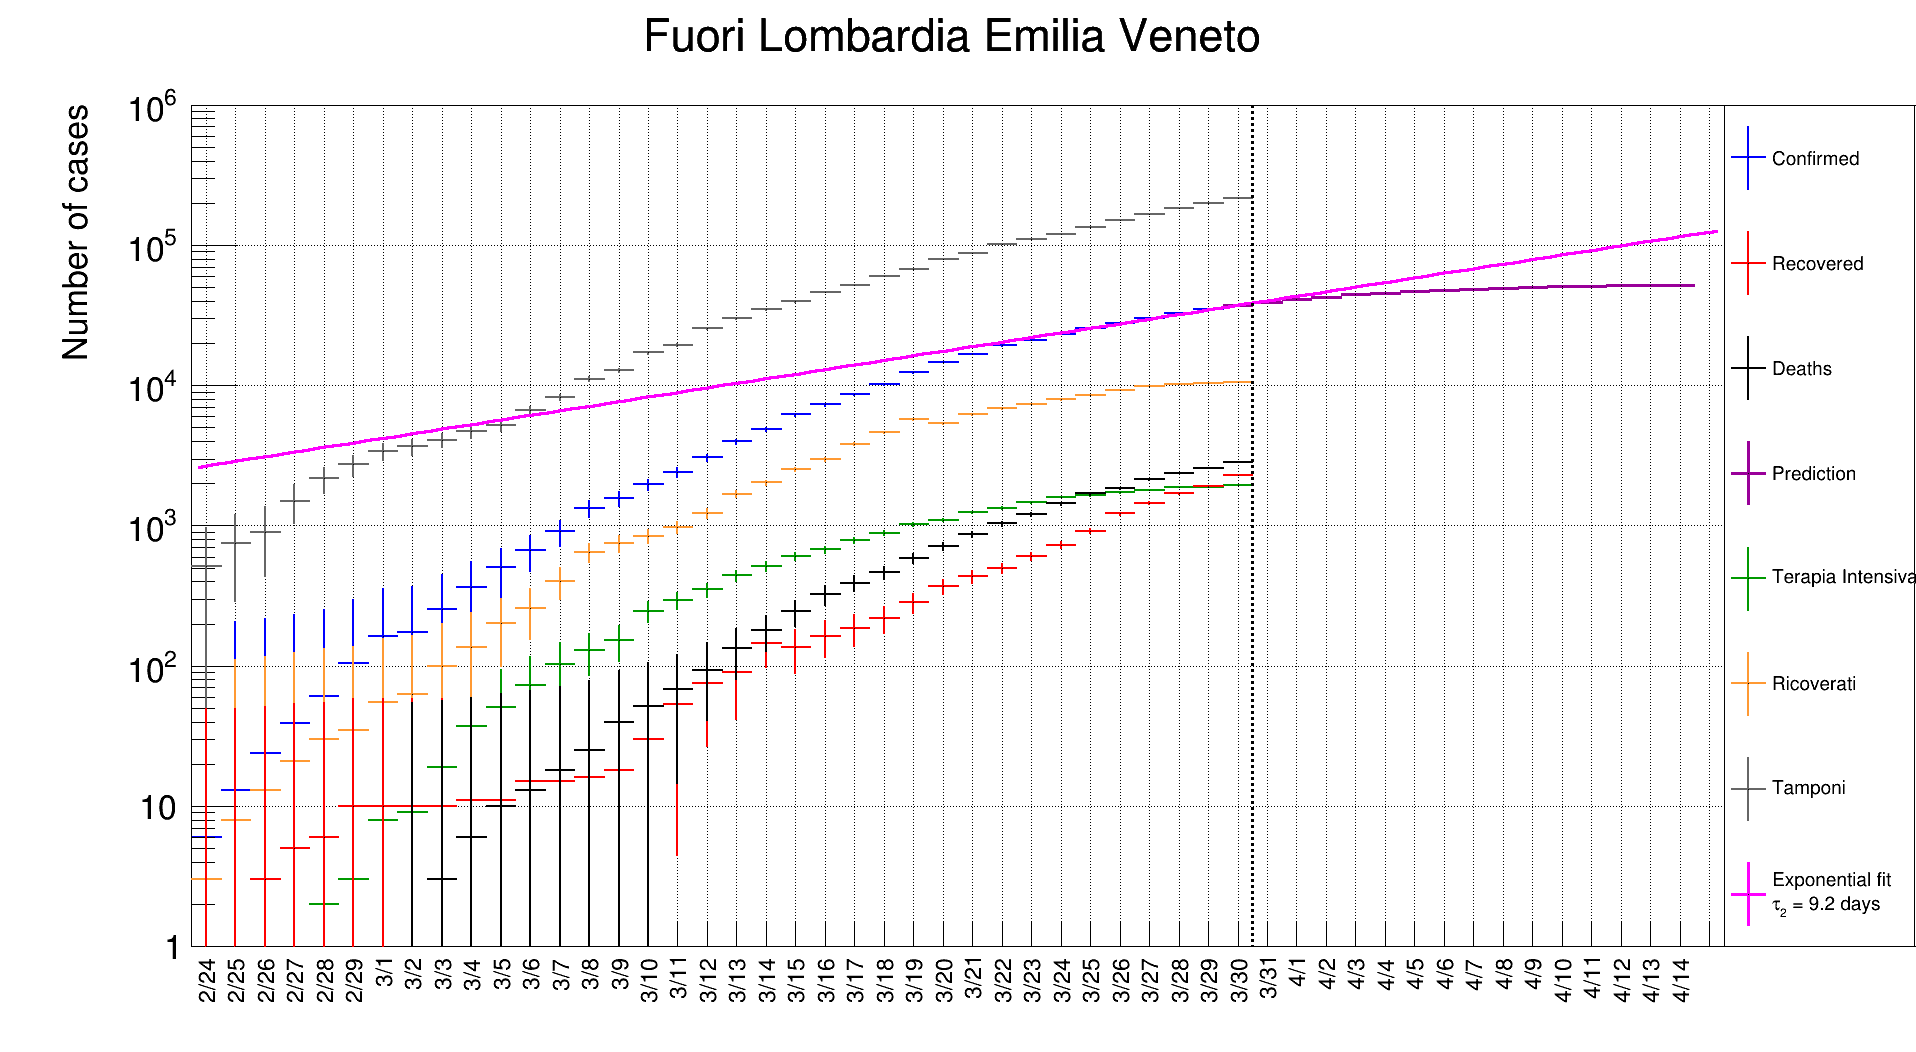 Fuori Lombardia Emilia Veneto
Number of cases
10^6
10^5
10^4
10^3
10^2
10
1
2/24 2/25 2/26 2/27 2/28 2/29 3/1 3/2 3/3 3/4 3/5 3/6 3/7 3/8 3/9 3/10 3/11 3/12 3/13 3/14 3/15 3/16 3/17 3/18 3/19 3/20 3/21 3/22 3/23 3/24 3/25 3/26 3/27 3/28 3/29 3/30 3/31 4/1 4/2 4/3 4/4 4/5 4/6 4/7 4/8 4/9 4/10 4/11 4/12 4/13 4/14
Confirmed
Recovered
Deaths
Prediction
Terapia Intensiva
Ricoverati
Tamponi
Exponential fit
τ_2 = 9.2 days